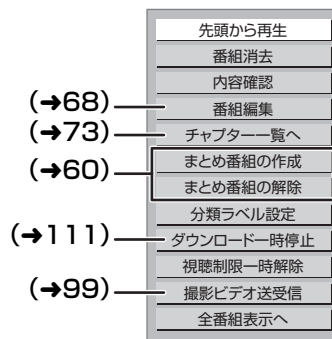 先頭から再生
番組消去
内容確認
(➜68) 番組編集
(➜73) チャプター一覧へ
(➜60) まとめ番組の作成
まとめ番組の解除
分類ラベル設定
(➜111) ダウンロード一時停止
視聴制限一時解除
(➜99) 撮影ビデオ送受信
全番組表示へ